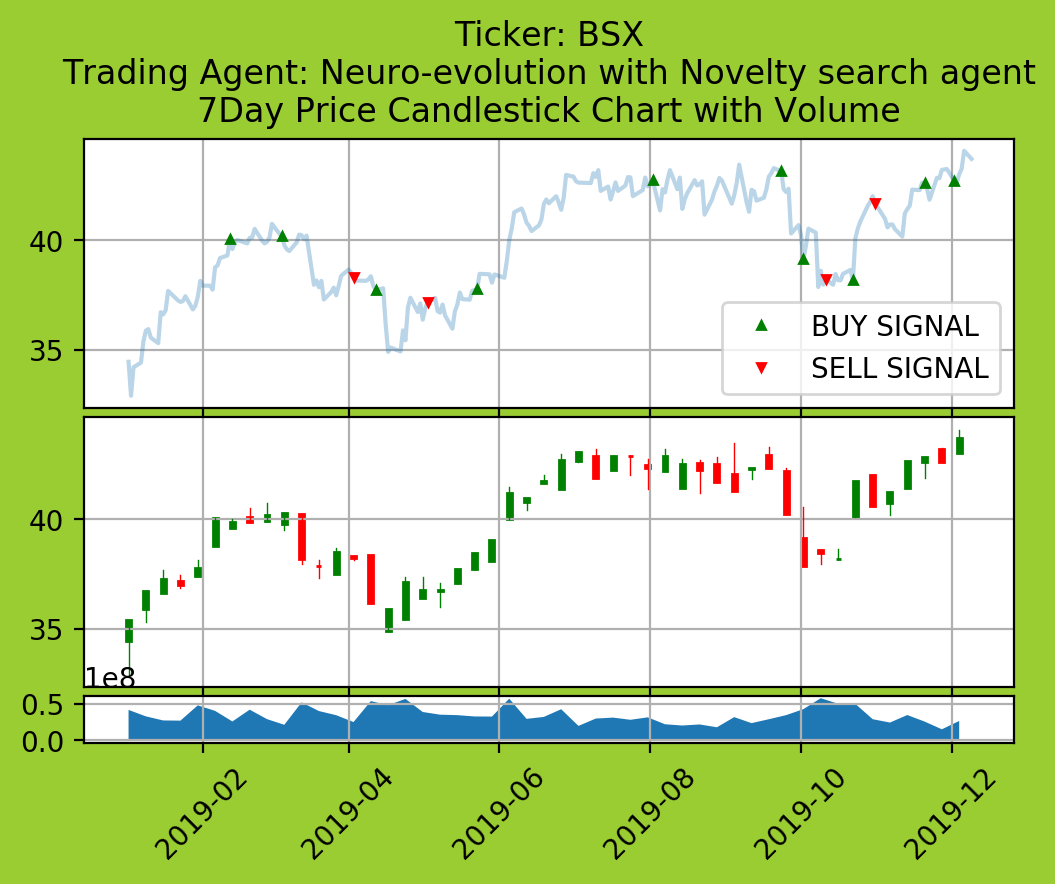 Ticker: BSX
Trading Agent: Neuro-evolution with Novelty search agent
7Day Price Candlestick Chart with Volume
40
35
BUY SIGNAL
SELL SIGNAL
40
35
1e8
0.5
0.0
2019-02
2019-04
2019-06
2019-08
2019-10
2019-12